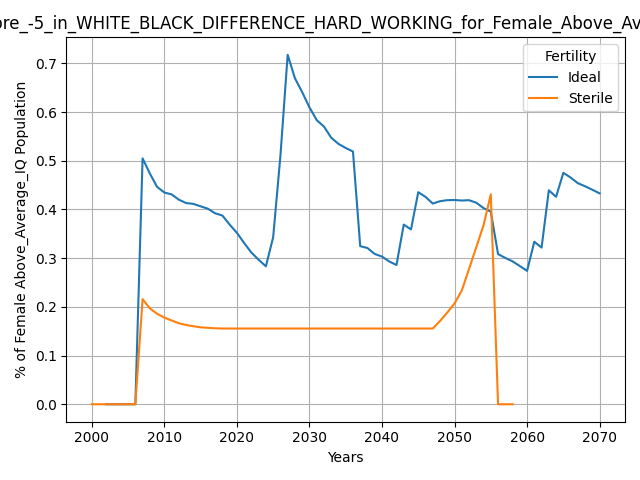 ore_-5_in_WHITE_BLACK_DIFFERENCE_HARD_WORKING_for_Female_Above_Av
Fertility
Ideal
Sterile
% of Female Above_Average_IQ Population
0.7
0.6
0.5
0.4
0.3
0.2
0.1
0.0
2000 2010 2020 2030 2040 2050 2060 2070
Years